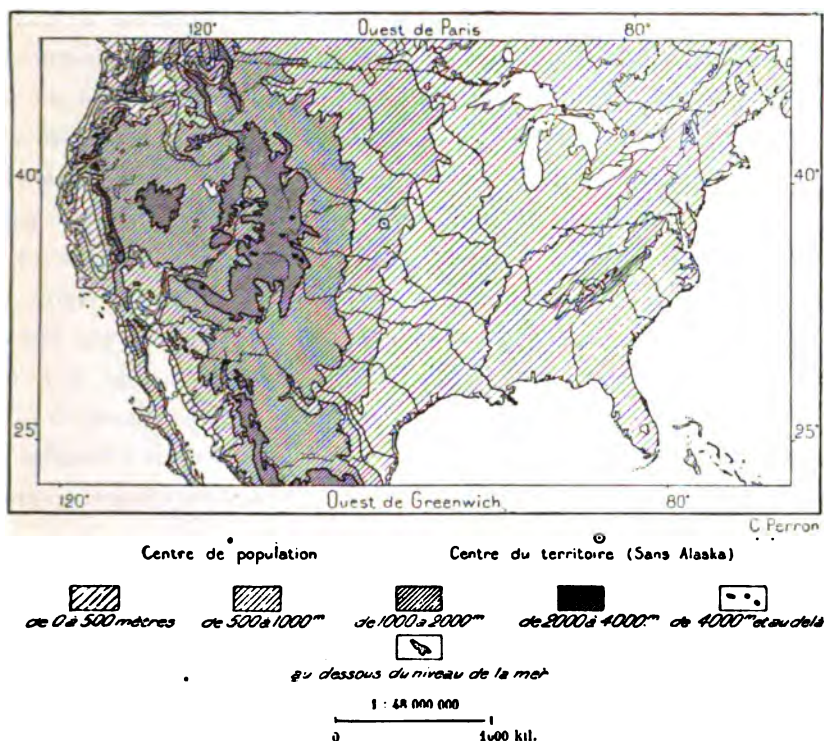 120° Ouest de Paris 80°
40° 40°
25° 25°
120° Ouest de Greenwich. 80°
C. Perron
Centre de population Centre du territoire (Sans Alaska)
de 0 à 500 mètres de 500 à 1000m de 1000 a 2000m de 2000 à 4000m de 4000m et au delà
au dessous du niveau de la mer
1 : 48 000 000
0 1000 kil.